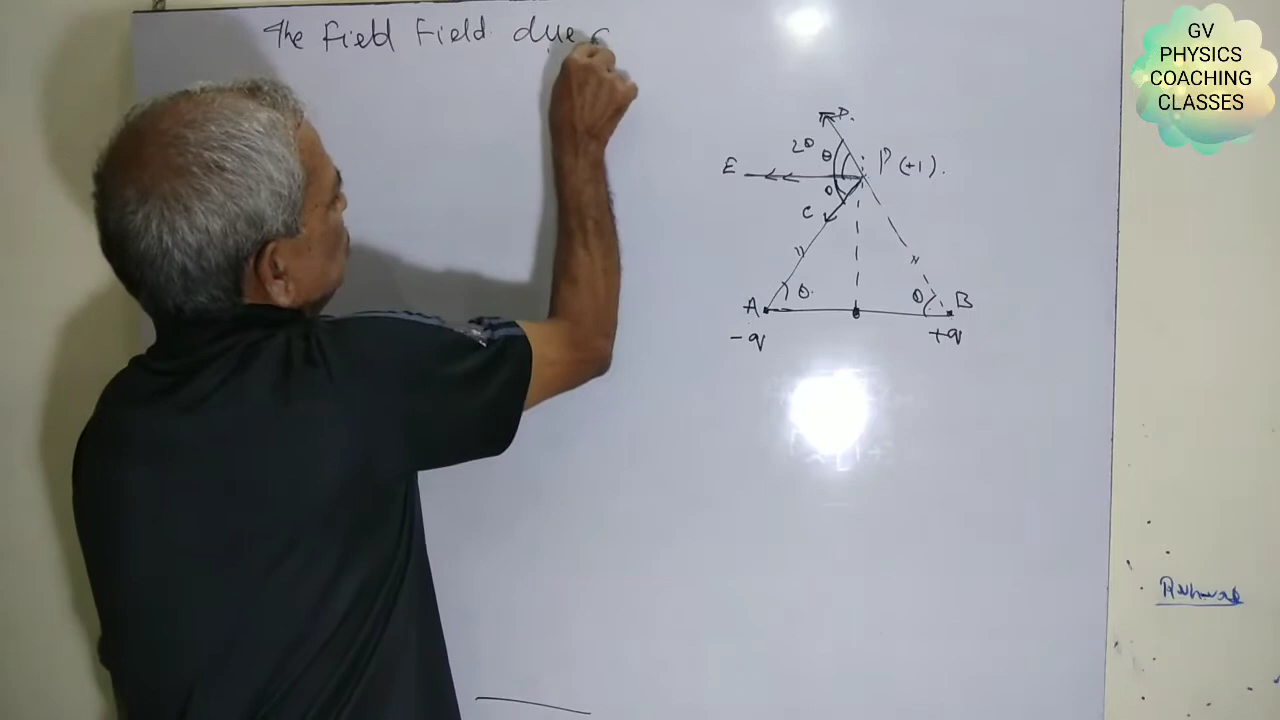 The Field Field due
GV
PHYSICS
COACHING
CLASSES
D.
2θ
θ
E
P (+1).
θ
C
A
θ.
θ
B
-q
+q